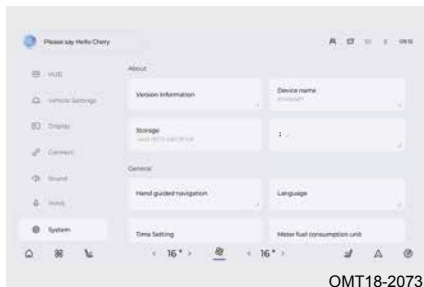 Please say Hello Chery
HUD
Vehicle Settings
Display
Connect
Sound
Voice
System
About
Version Information
Device name
Storage
General
Hand guided navigation
Language
Time Setting
Meter fuel consumption unit
16°
16°
OMT18-2073